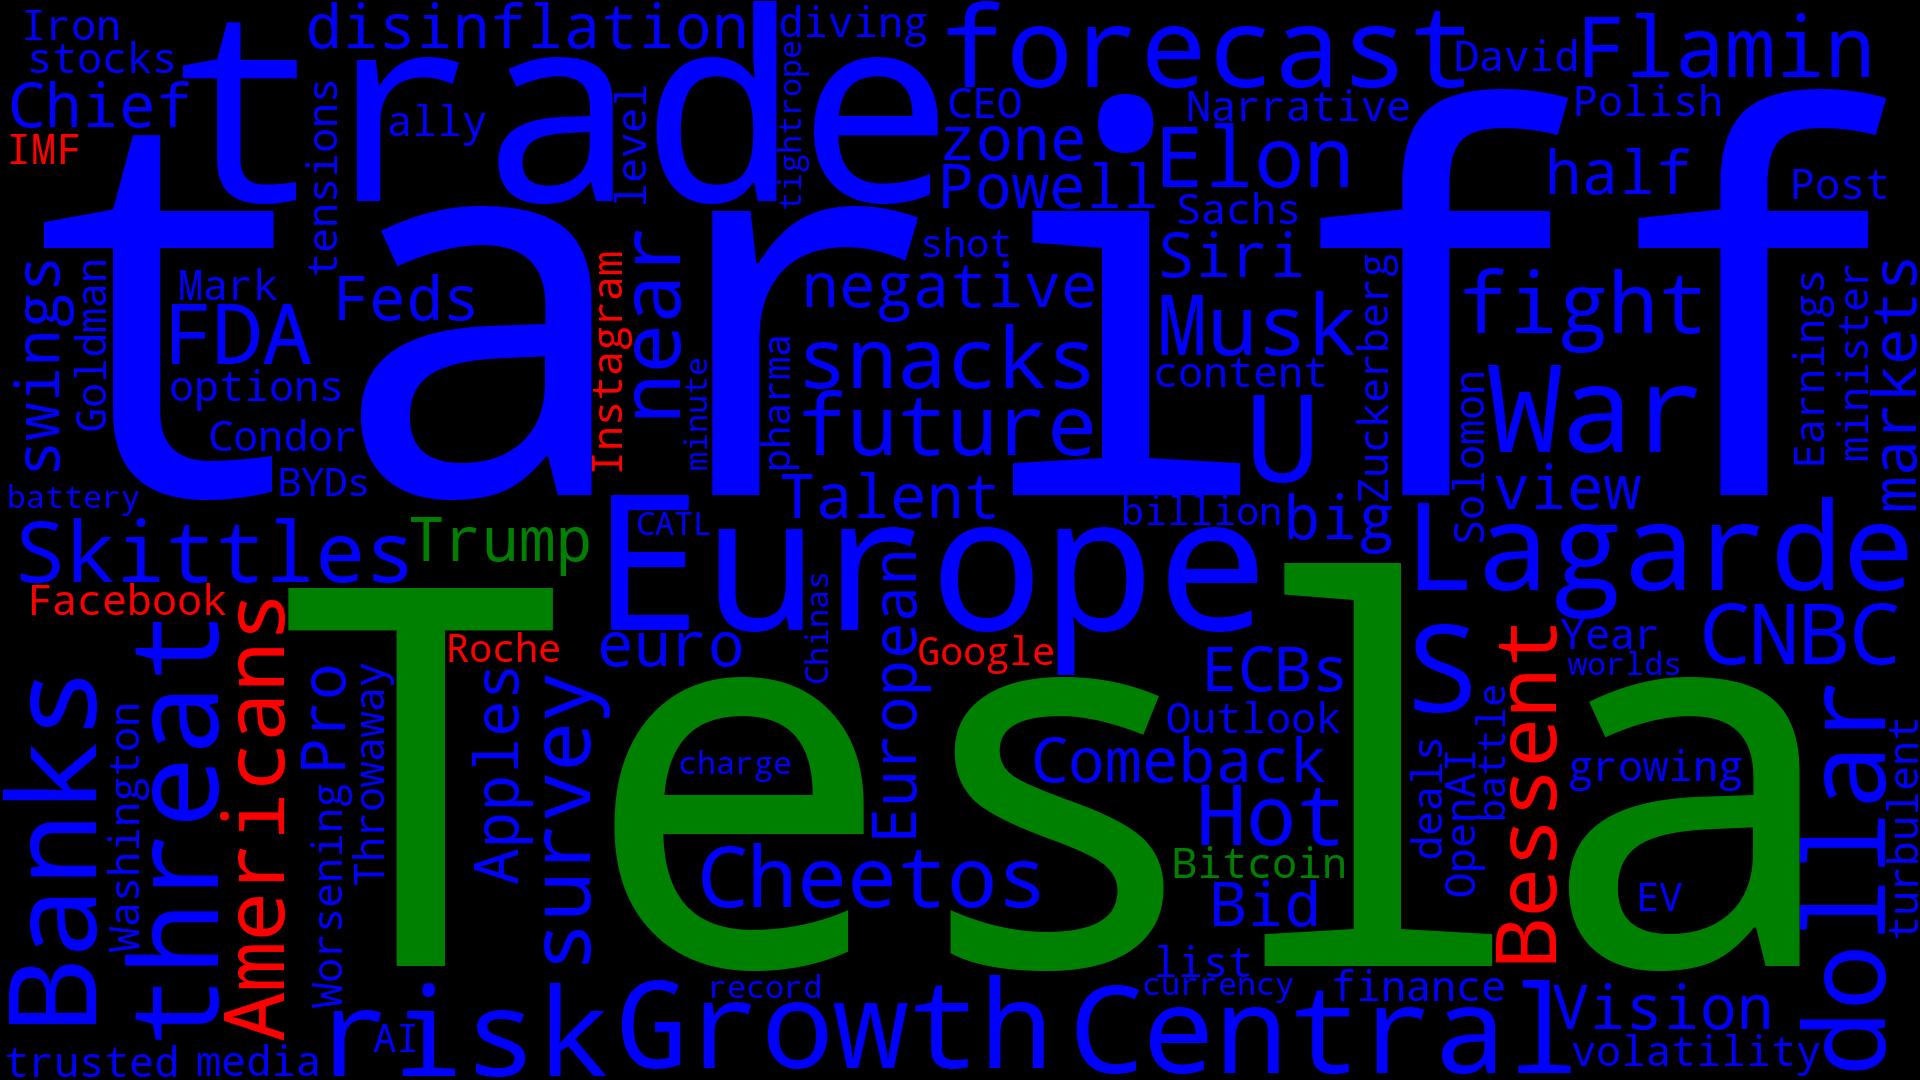 Iron
disinflation
diving
forecast
David
Flamin
stocks
trade
Chief
tensions
ally
level
tightrope
CEO
Narrative
Polish
IMF
zone
Elon
half
Powell
Post
tariff
Sachs
shot
Siri
swings
Goldman
Mark
Feds
Instagram
near
negative
Musk
Zuckerberg
fight
Earnings
minister
markets
FDA
options
minute
pharma
snacks
content
future
U
Solomon
War
Condor
BYDs
battery
Talent
billion
big
go
view
Skittles
Trump
CATL
Europe
Lagarde
Facebook
Americans
Roche
euro
Chinas
European
Google
ECBs
S
Bessent
Year
worlds
CNBC
Banks
Washington
threat
Pro
Worsening
Throwaway
Tesla
Apples
survey
charge
Outlook
Comeback
Hot
deals
OpenAI
battle
growing
dollar
turbulent
Cheetos
Bitcoin
Bid
EV
list
record
currency
finance
Vision
risk
AI
Growth
Central
volatility
trusted
media